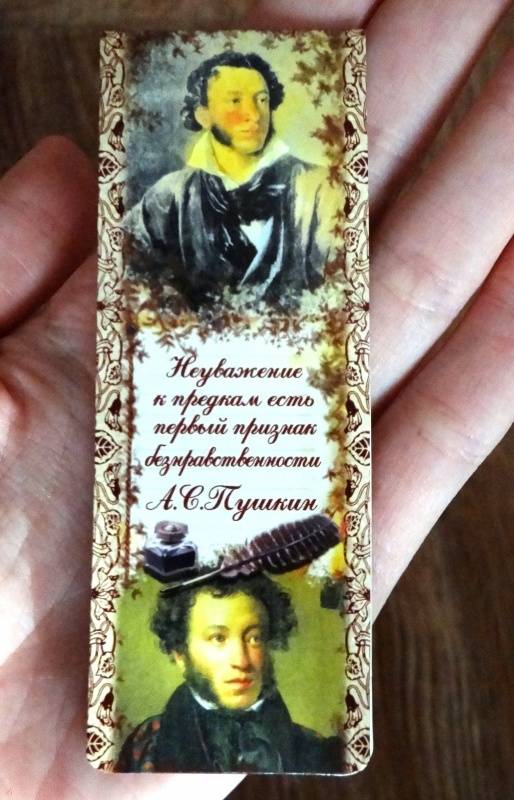 Неуважение
к предкам есть
первый признак
безнравственности
А.С.Пушкин